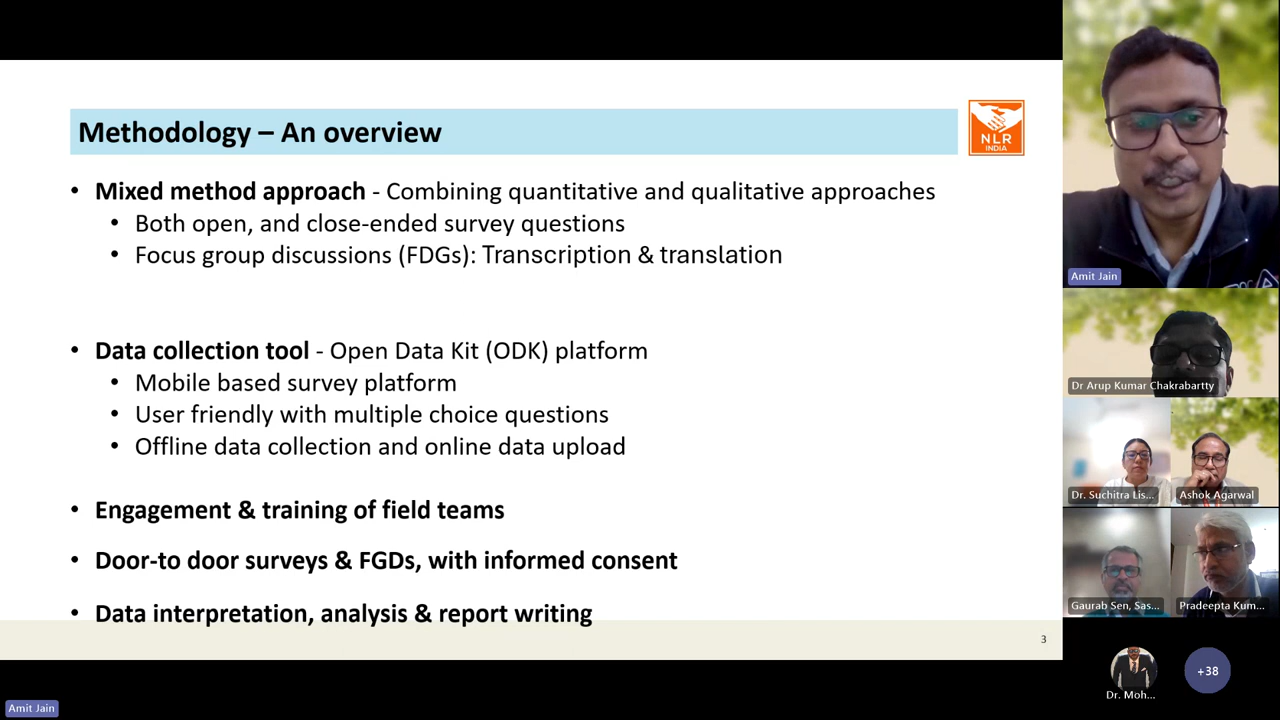 Methodology – An overview
NLR
INDIA
• Mixed method approach - Combining quantitative and qualitative approaches
• Both open, and close-ended survey questions
• Focus group discussions (FDGs): Transcription & translation
• Data collection tool - Open Data Kit (ODK) platform
• Mobile based survey platform
• User friendly with multiple choice questions
• Offline data collection and online data upload
• Engagement & training of field teams
• Door-to door surveys & FGDs, with informed consent
• Data interpretation, analysis & report writing
3
Amit Jain
Amit Jain
Dr Arup Kumar Chakrabartty
Dr. Suchitra Lis...
Ashok Agarwal
Gaurab Sen, Sas...
Pradeepta Kum...
Dr. Moh...
+38